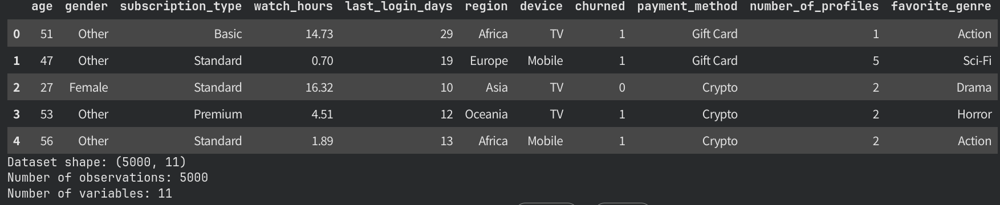 age gender subscription_type watch_hours last_login_days region device churned payment_method number_of_profiles favorite_genre
0 51 Other Basic 14.73 29 Africa TV 1 Gift Card 1 Action
1 47 Other Standard 0.70 19 Europe Mobile 1 Gift Card 5 Sci-Fi
2 27 Female Standard 16.32 10 Asia TV 0 Crypto 2 Drama
3 53 Other Premium 4.51 12 Oceania TV 1 Crypto 2 Horror
4 56 Other Standard 1.89 13 Africa Mobile 1 Crypto 2 Action
Dataset shape: (5000, 11)
Number of observations: 5000
Number of variables: 11